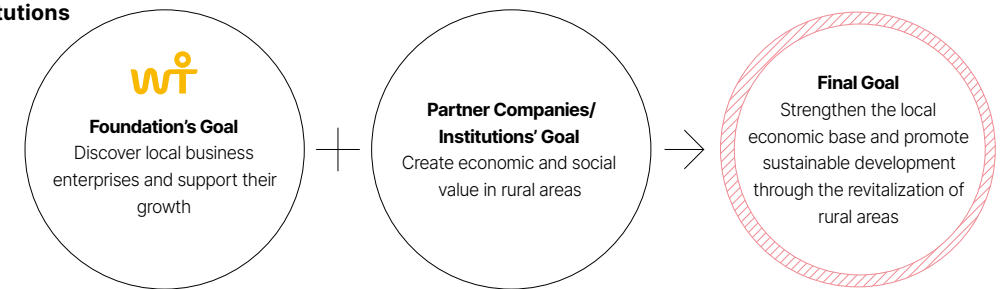 tutions
Foundation's Goal
Discover local business
enterprises and support their
growth
Partner Companies/
Institutions' Goal
Create economic and social
value in rural areas
Final Goal
Strengthen the local
economic base and promote
sustainable development
through the revitalization of
rural areas